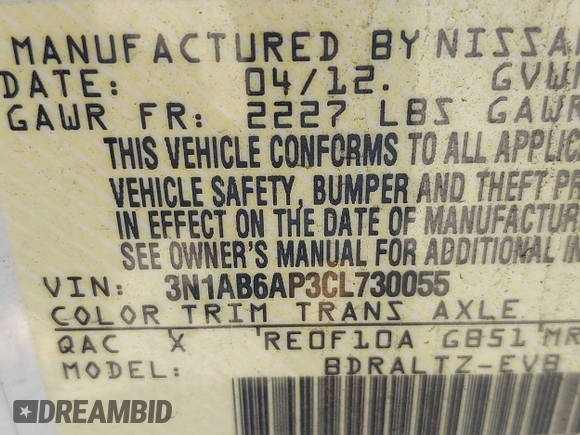 MANUFACTURED BY NISSA
DATE: 04/12. GVW
GAWR FR: 2227 LBS GAWR
THIS VEHICLE CONFORMS TO ALL APPLIC
VEHICLE SAFETY, BUMPER AND THEFT PR
IN EFFECT ON THE DATE OF MANUFACTUR
SEE OWNER'S MANUAL FOR ADDITIONAL IN
VIN: 3N1AB6AP3CL730055
COLOR TRIM TRANS AXLE
QAC X RE0F10A GB51 MR
MODEL: BDRALTZ-EVB
DREAMBID